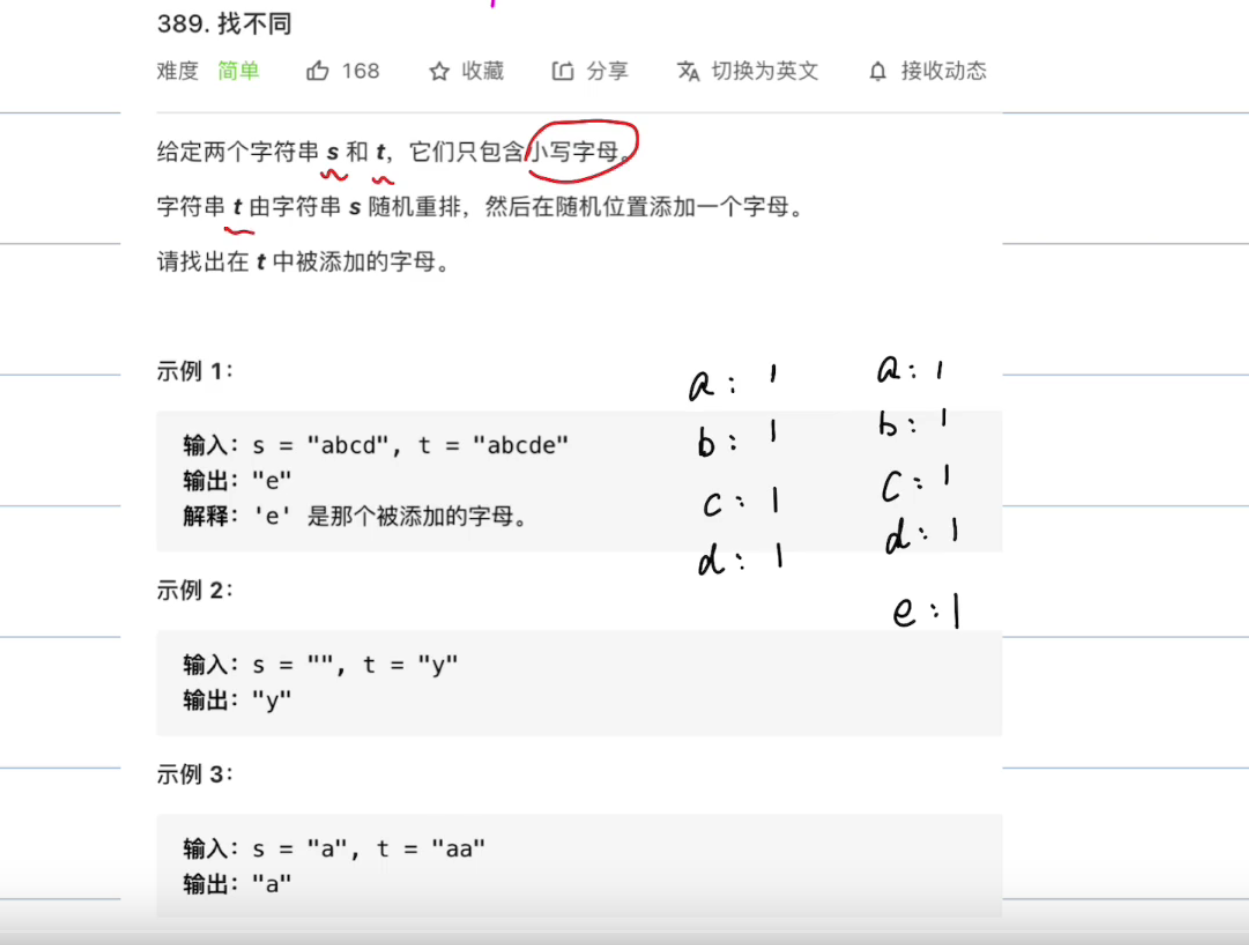 389. 找不同
难度 简单 168 收藏 分享 切换为英文 接收动态
给定两个字符串 s 和 t，它们只包含小写字母。
字符串 t 由字符串 s 随机重排，然后在随机位置添加一个字母。
请找出在 t 中被添加的字母。
示例 1：
输入：s = "abcd", t = "abcde"
输出："e"
解释：'e' 是那个被添加的字母。
a : 1
b : 1
c : 1
d : 1
a : 1
b : 1
c : 1
d : 1
e : 1
示例 2：
输入：s = "", t = "y"
输出："y"
示例 3：
输入：s = "a", t = "aa"
输出："a"